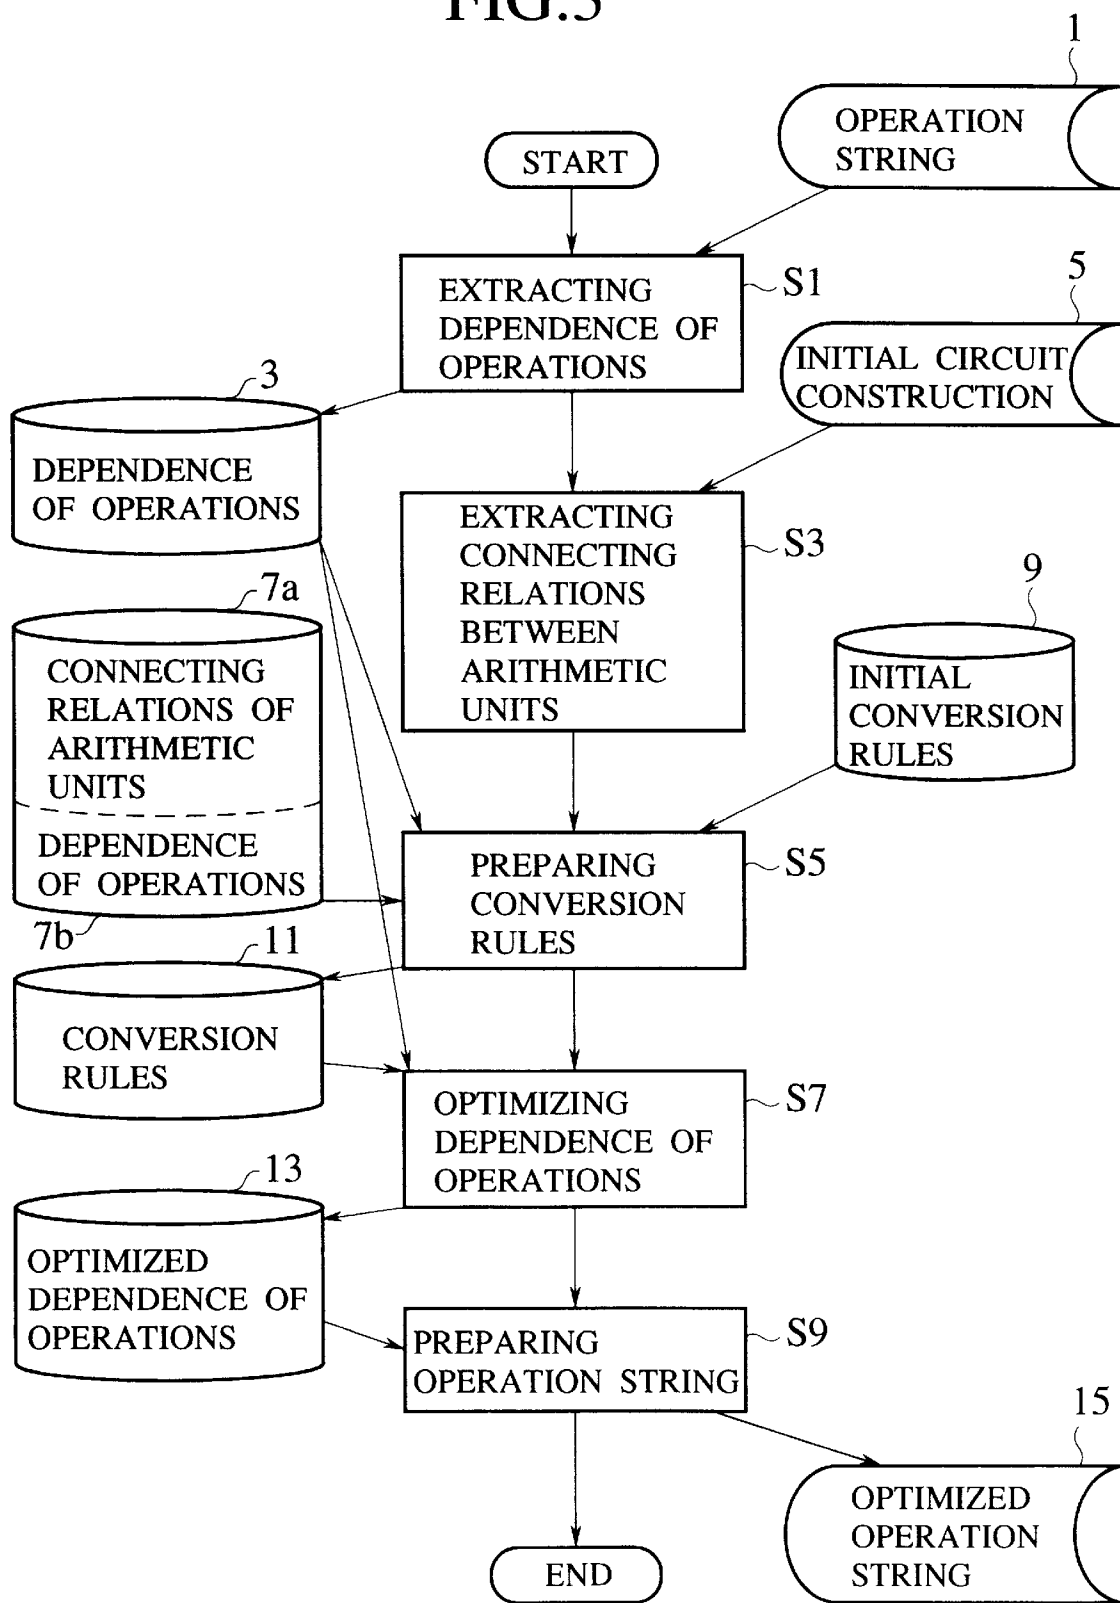 FIG.5
1
OPERATION
STRING
START
EXTRACTING
DEPENDENCE OF
OPERATIONS
S1
5
INITIAL CIRCUIT
CONSTRUCTION
3
DEPENDENCE
OF OPERATIONS
EXTRACTING
CONNECTING
RELATIONS
BETWEEN
ARITHMETIC
UNITS
S3
7a
CONNECTING
RELATIONS OF
ARITHMETIC
UNITS
DEPENDENCE
OF OPERATIONS
7b
9
INITIAL
CONVERSION
RULES
PREPARING
CONVERSION
RULES
S5
11
CONVERSION
RULES
OPTIMIZING
DEPENDENCE OF
OPERATIONS
S7
13
OPTIMIZED
DEPENDENCE OF
OPERATIONS
PREPARING
OPERATION STRING
S9
15
OPTIMIZED
OPERATION
STRING
END